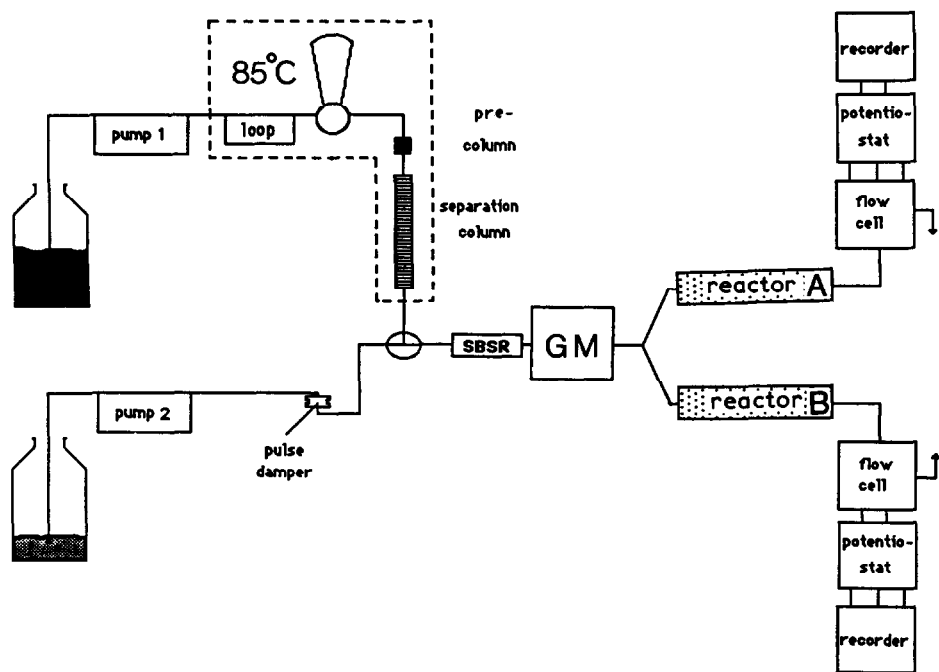 85°C
pump 1
loop
pre-
column
separation
column
recorder
potentio-
stat
flow
cell
reactor A
SBSR
GM
reactor B
pump 2
pulse
damper
flow
cell
potentio-
stat
recorder